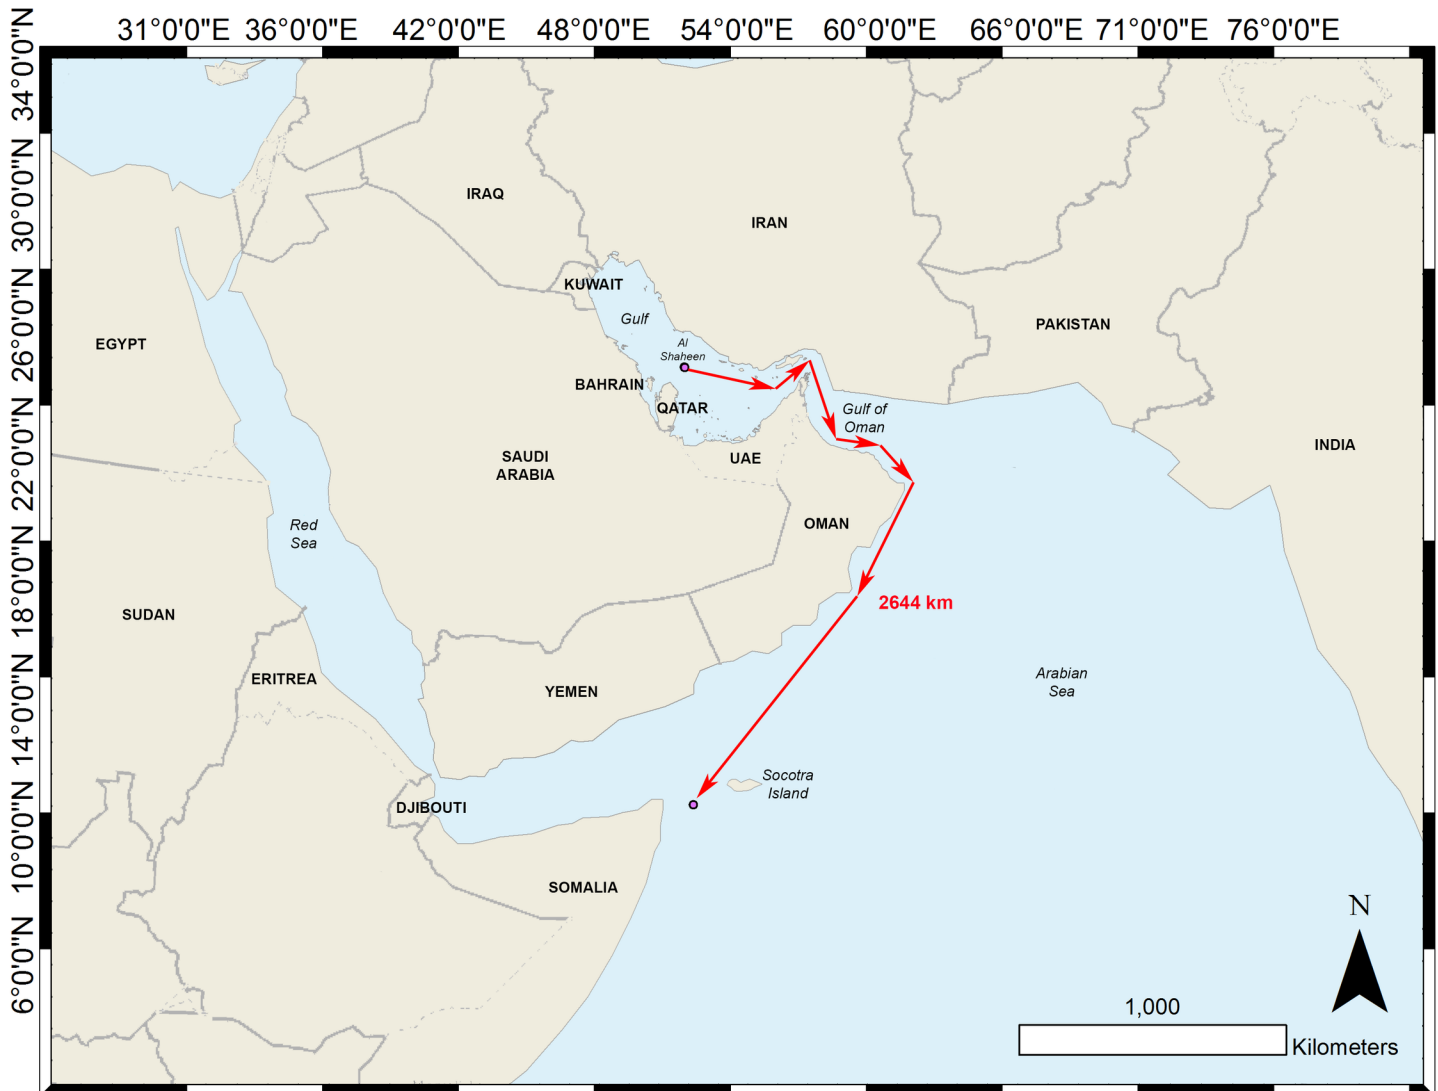 31°0'0"E 36°0'0"E 42°0'0"E 48°0'0"E 54°0'0"E 60°0'0"E 66°0'0"E 71°0'0"E 76°0'0"E
34°0'0"N
30°0'0"N
26°0'0"N
22°0'0"N
18°0'0"N
14°0'0"N
10°0'0"N
6°0'0"N
IRAQ
IRAN
KUWAIT
Gulf
PAKISTAN
EGYPT
Al
Shaheen
BAHRAIN
QATAR
Gulf of
Oman
INDIA
SAUDI
ARABIA
UAE
OMAN
Red
Sea
2644 km
SUDAN
ERITREA
YEMEN
Arabian
Sea
Socotra
Island
DJIBOUTI
SOMALIA
N
1,000
Kilometers